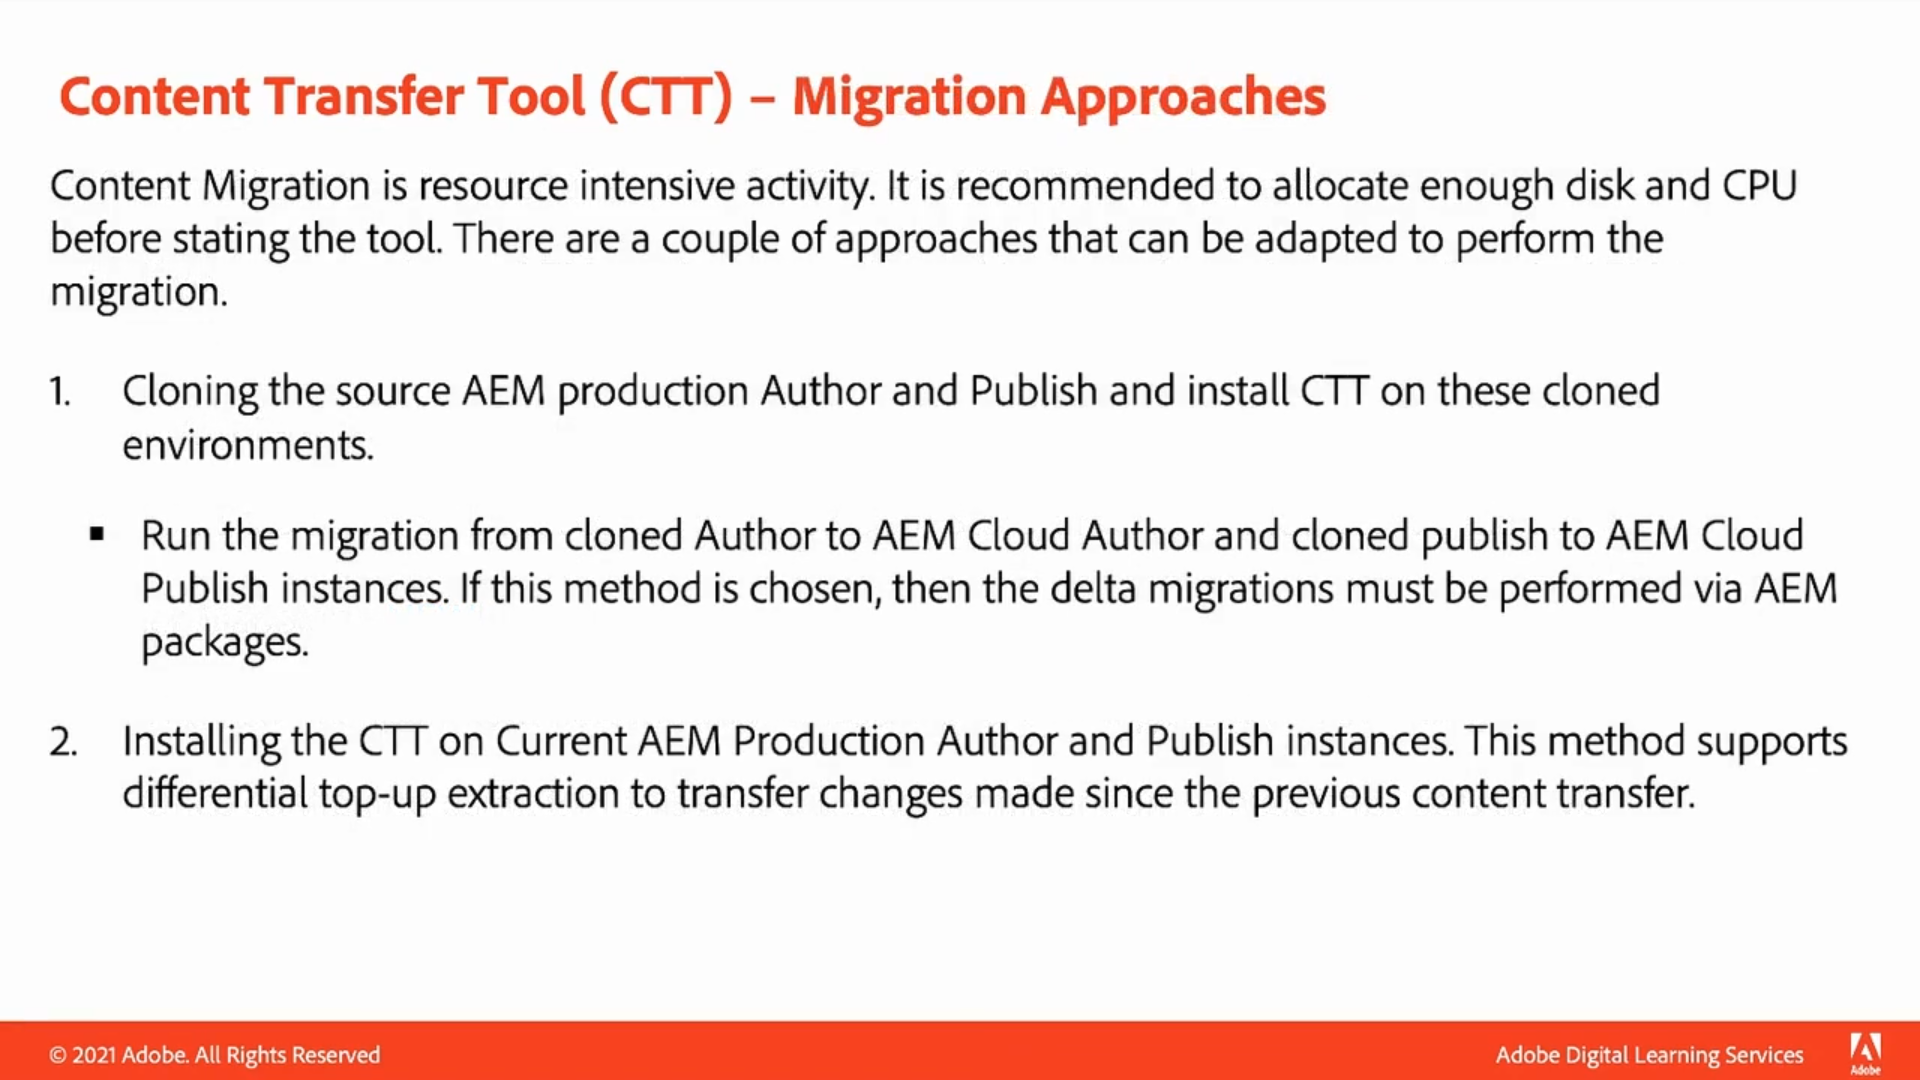 Content Transfer Tool (CTT) – Migration Approaches
Content Migration is resource intensive activity. It is recommended to allocate enough disk and CPU
before stating the tool. There are a couple of approaches that can be adapted to perform the
migration.
1. Cloning the source AEM production Author and Publish and install CTT on these cloned
environments.
▪ Run the migration from cloned Author to AEM Cloud Author and cloned publish to AEM Cloud
Publish instances. If this method is chosen, then the delta migrations must be performed via AEM
packages.
2. Installing the CTT on Current AEM Production Author and Publish instances. This method supports
differential top-up extraction to transfer changes made since the previous content transfer.
© 2021 Adobe. All Rights Reserved
Adobe Digital Learning Services
Adobe